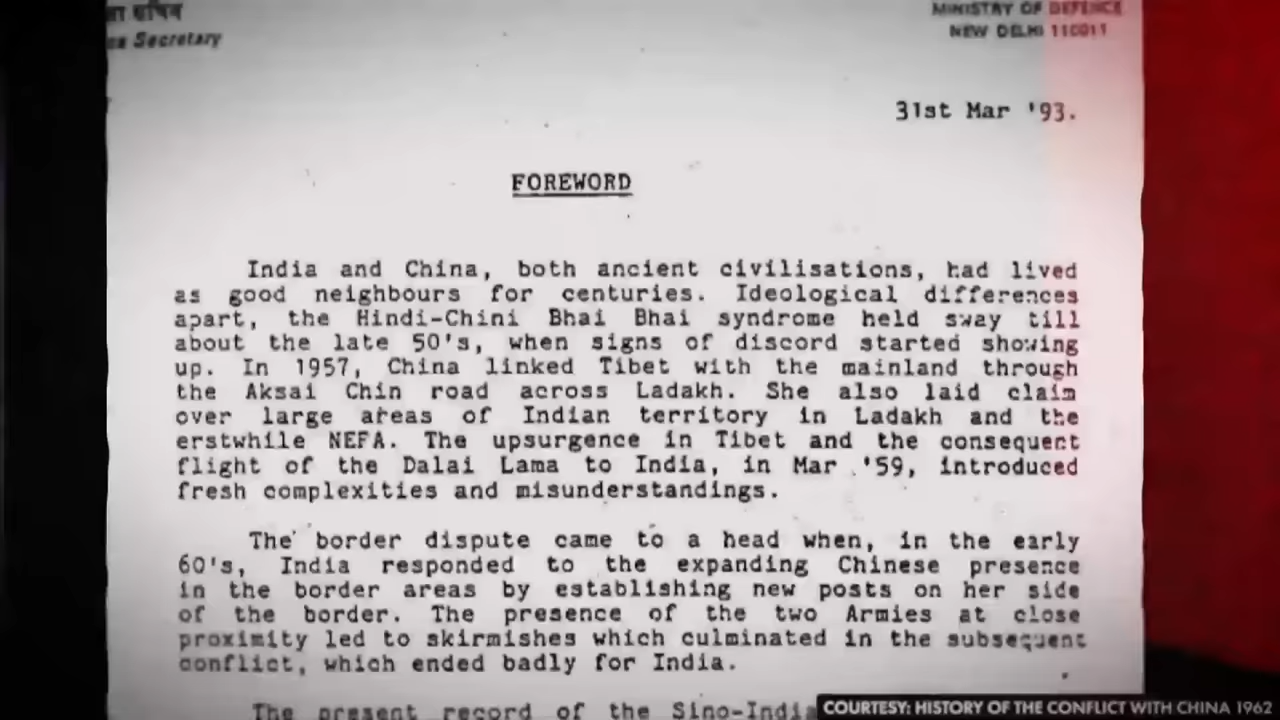 सचिव
MINISTRY OF DEFENCE
Secretary
NEW DELHI 110011
31st Mar '93.
FOREWORD
India and China, both ancient civilisations, had lived
as good neighbours for centuries. Ideological differences
apart, the Hindi-Chini Bhai Bhai syndrome held sway till
about the late 50's, when signs of discord started showing
up. In 1957, China linked Tibet with the mainland through
the Aksai Chin road across Ladakh. She also laid claim
over large areas of Indian territory in Ladakh and the
erstwhile NEFA. The upsurgence in Tibet and the consequent
flight of the Dalai Lama to India, in Mar '59, introduced
fresh complexities and misunderstandings.
The border dispute came to a head when, in the early
60's, India responded to the expanding Chinese presence
in the border areas by establishing new posts on her side
of the border. The presence of the two Armies at close
proximity led to skirmishes which culminated in the subsequent
conflict, which ended badly for India.
The present record of the Sino-India
COURTESY: HISTORY OF THE CONFLICT WITH CHINA 1962